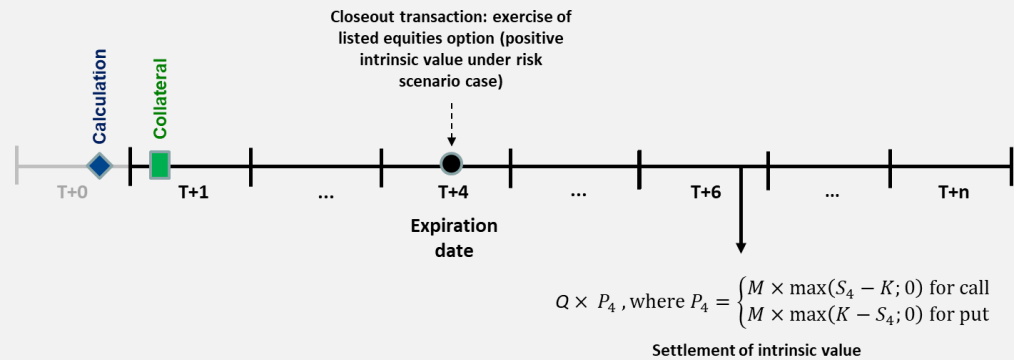 Closeout transaction: exercise of
listed equities option (positive
intrinsic value under risk
scenario case)
Calculation
Collateral
T+0
T+1
...
T+4
...
T+6
...
T+n
Expiration
date
Q × P₄ , where P₄ = { M × max(S₄ − K; 0) for call
M × max(K − S₄; 0) for put
Settlement of intrinsic value